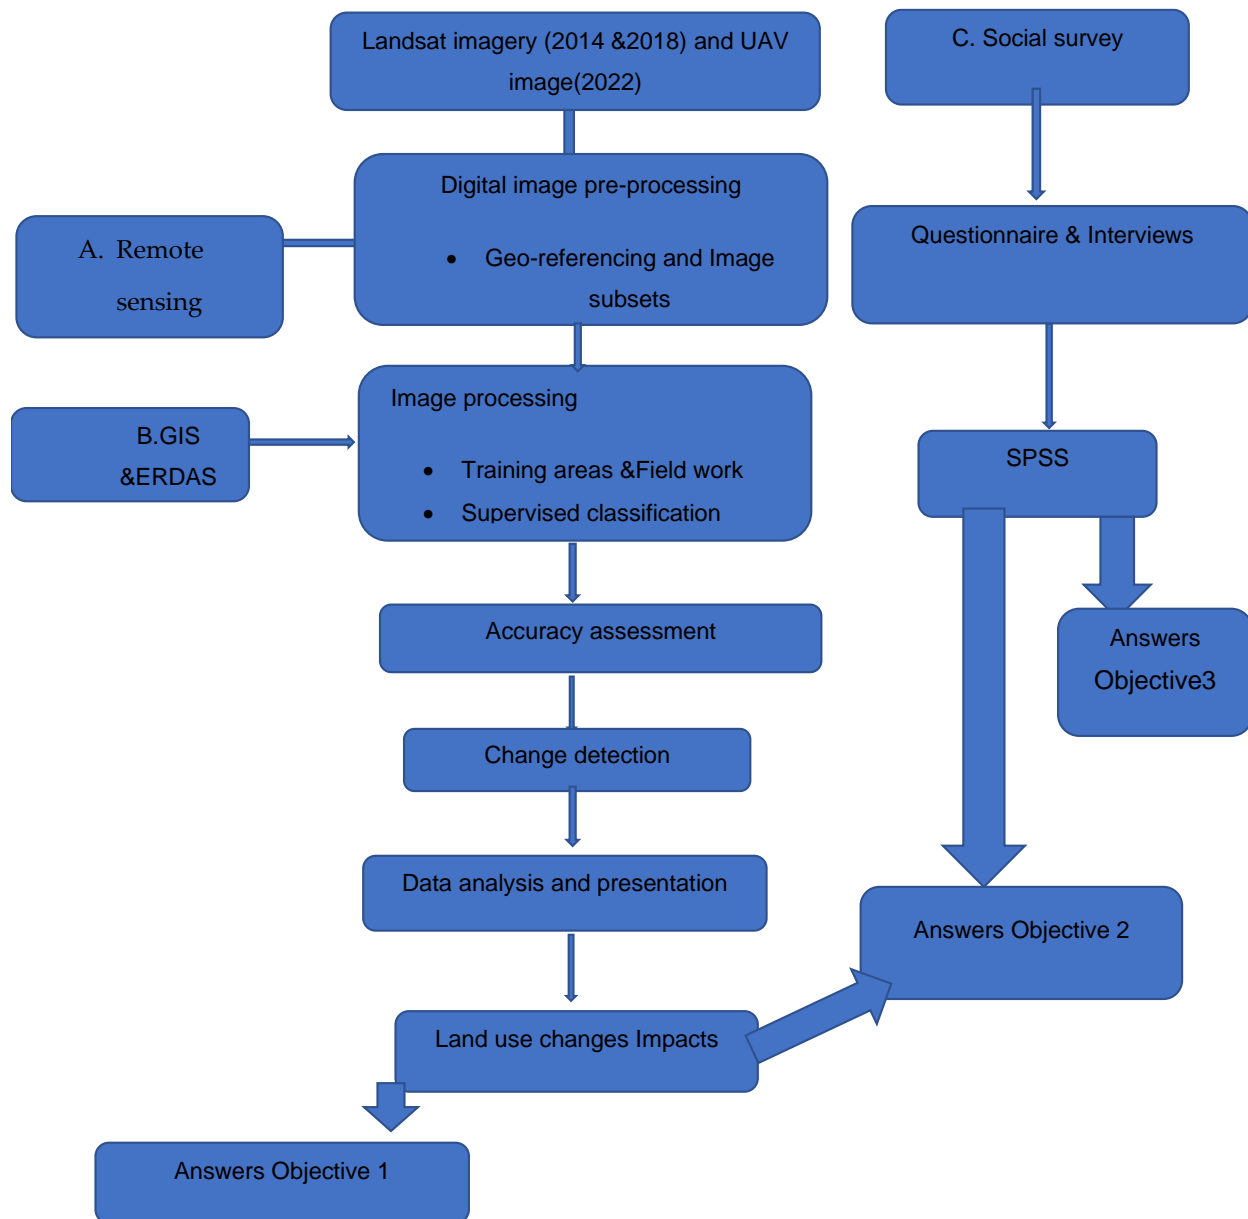 Landsat imagery (2014 &2018) and UAV
image(2022)
C. Social survey
Digital image pre-processing
• Geo-referencing and Image
subsets
A. Remote
sensing
Questionnaire & Interviews
Image processing
• Training areas &Field work
• Supervised classification
B.GIS
&ERDAS
SPSS
Accuracy assessment
Answers
Objective3
Change detection
Data analysis and presentation
Answers Objective 2
Land use changes Impacts
Answers Objective 1